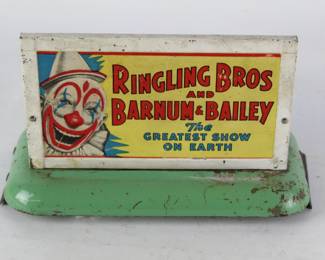 RINGLING BROS
AND
BARNUM & BAILEY
The
GREATEST SHOW
ON EARTH